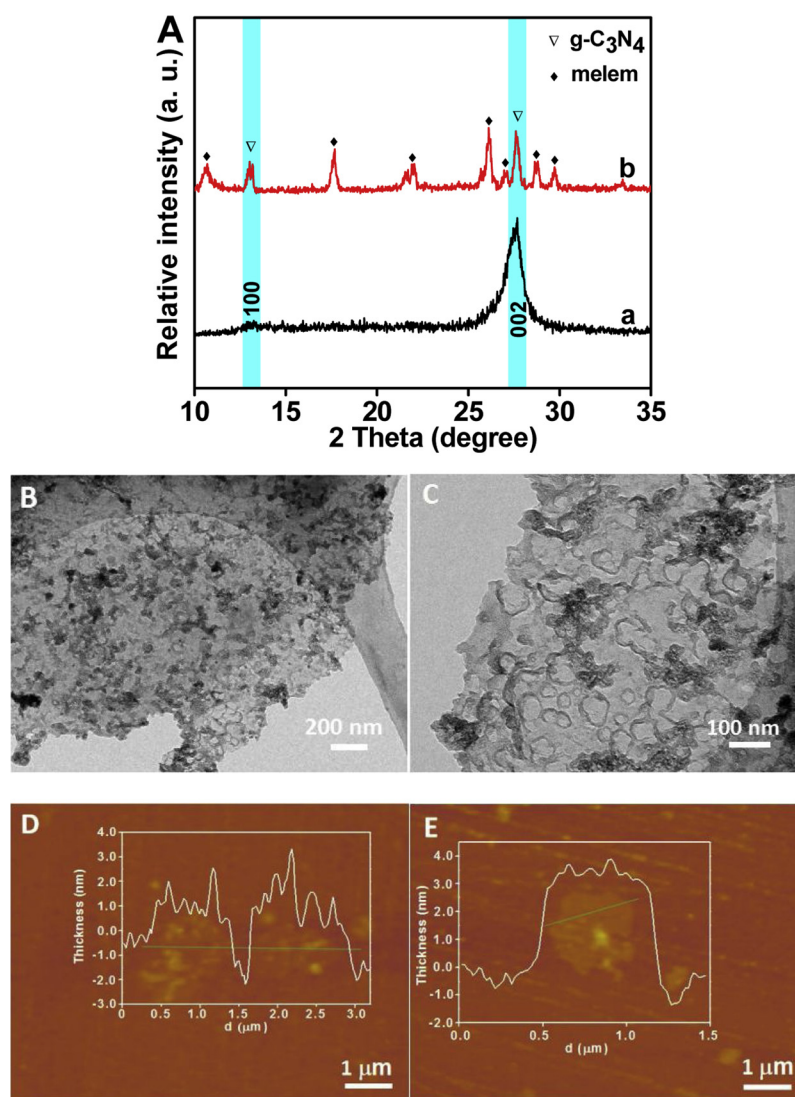 A
▽ g-C3N4
♦ melem
b
a
100
002
Relative intensity (a. u.)
10 15 20 25 30 35
2 Theta (degree)
B
200 nm
C
100 nm
D
4.0
3.0
2.0
1.0
0.0
-1.0
-2.0
-3.0
Thickness (nm)
0 0.5 1.0 1.5 2.0 2.5 3.0
d (μm)
1 μm
E
4.0
3.0
2.0
1.0
0.0
-1.0
-2.0
Thickness (nm)
0.0 0.5 1.0 1.5
d (μm)
1 μm